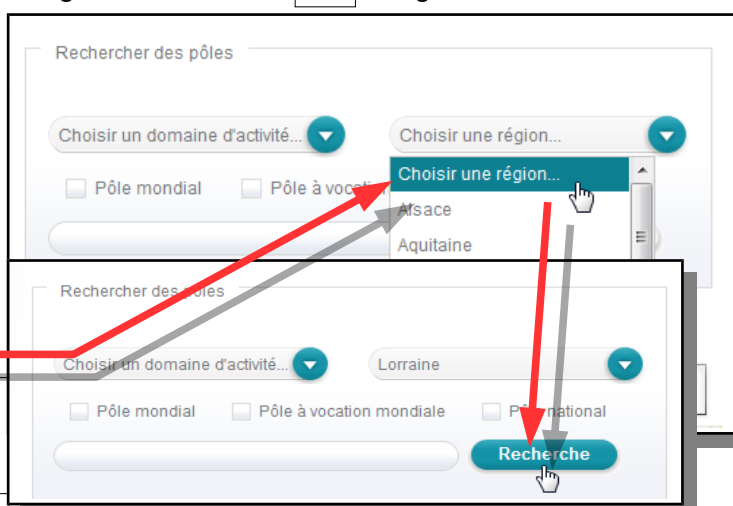 Rechercher des pôles
Choisir un domaine d'activité... Choisir une région...
Choisir une région...
Pôle mondial Pôle à vocation
Alsace
Aquitaine
Rechercher des pôles
Choisir un domaine d'activité... Lorraine
Pôle mondial Pôle à vocation mondiale Pôle national
Recherche